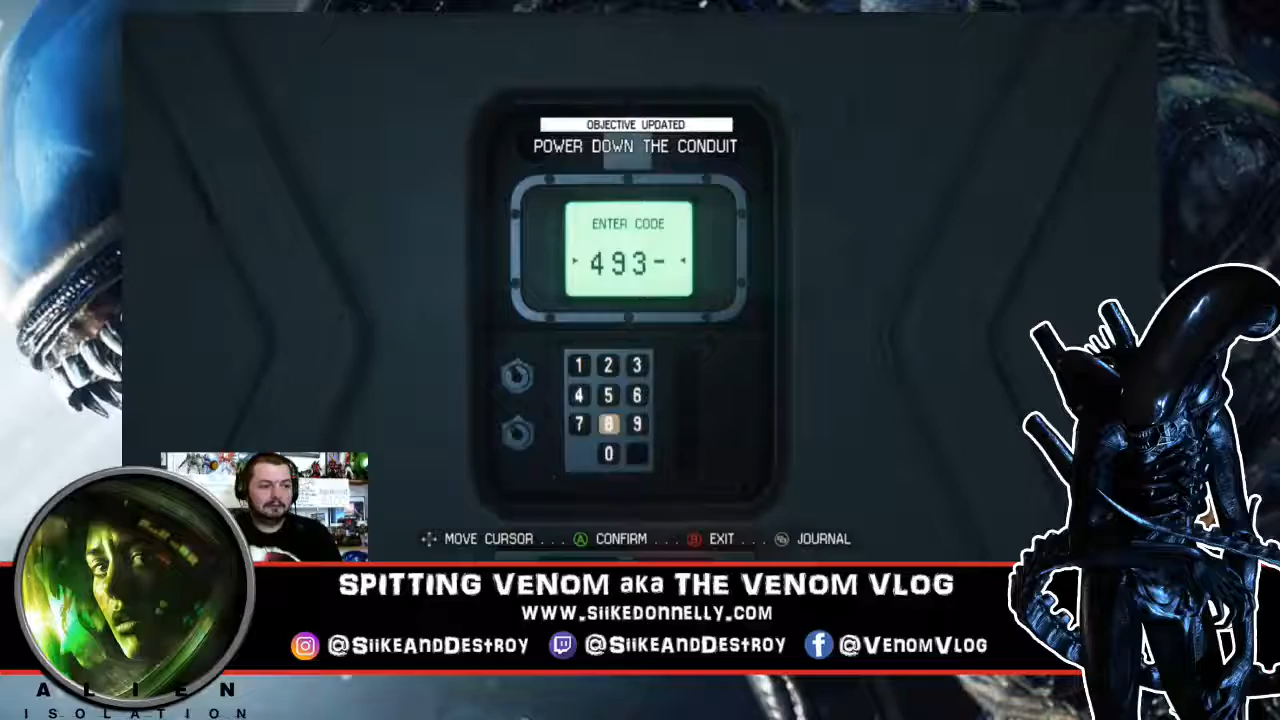 OBJECTIVE UPDATED
POWER DOWN THE CONDUIT
ENTER CODE
493-
1 2 3
4 5 6
7 8 9
0
MOVE CURSOR . . . A CONFIRM . . . B EXIT . . . JOURNAL
SPITTING VENOM aka THE VENOM VLOG
WWW.SiiKEDONNELLY.COM
@SiiKEANDDESTROY @SiiKEANDDESTROY @VENOMVLOG
ALIEN
ISOLATION